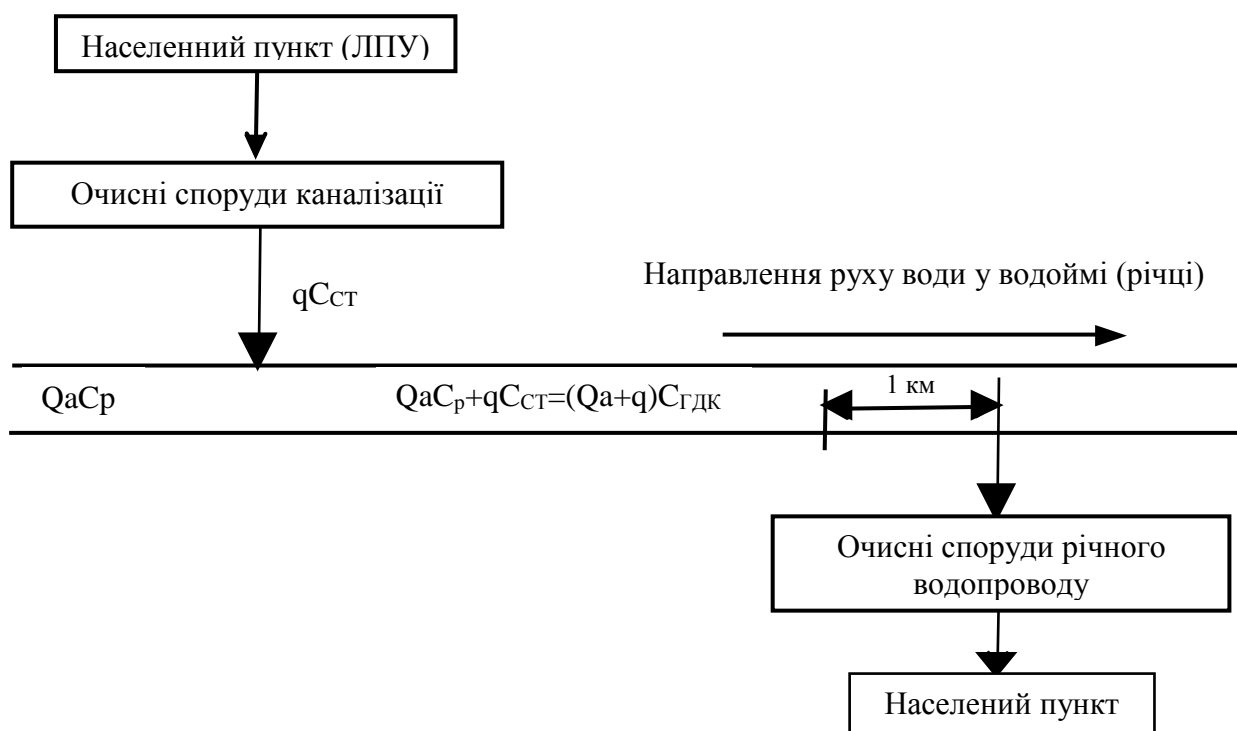 Населенний пункт (ЛПУ)
Очисні споруди каналізації
qCСТ
Направлення руху води у водоймі (річці)
QaCp
QaCр+qCСТ=(Qa+q)CГДК
1 км
Очисні споруди річного
водопроводу
Населений пункт